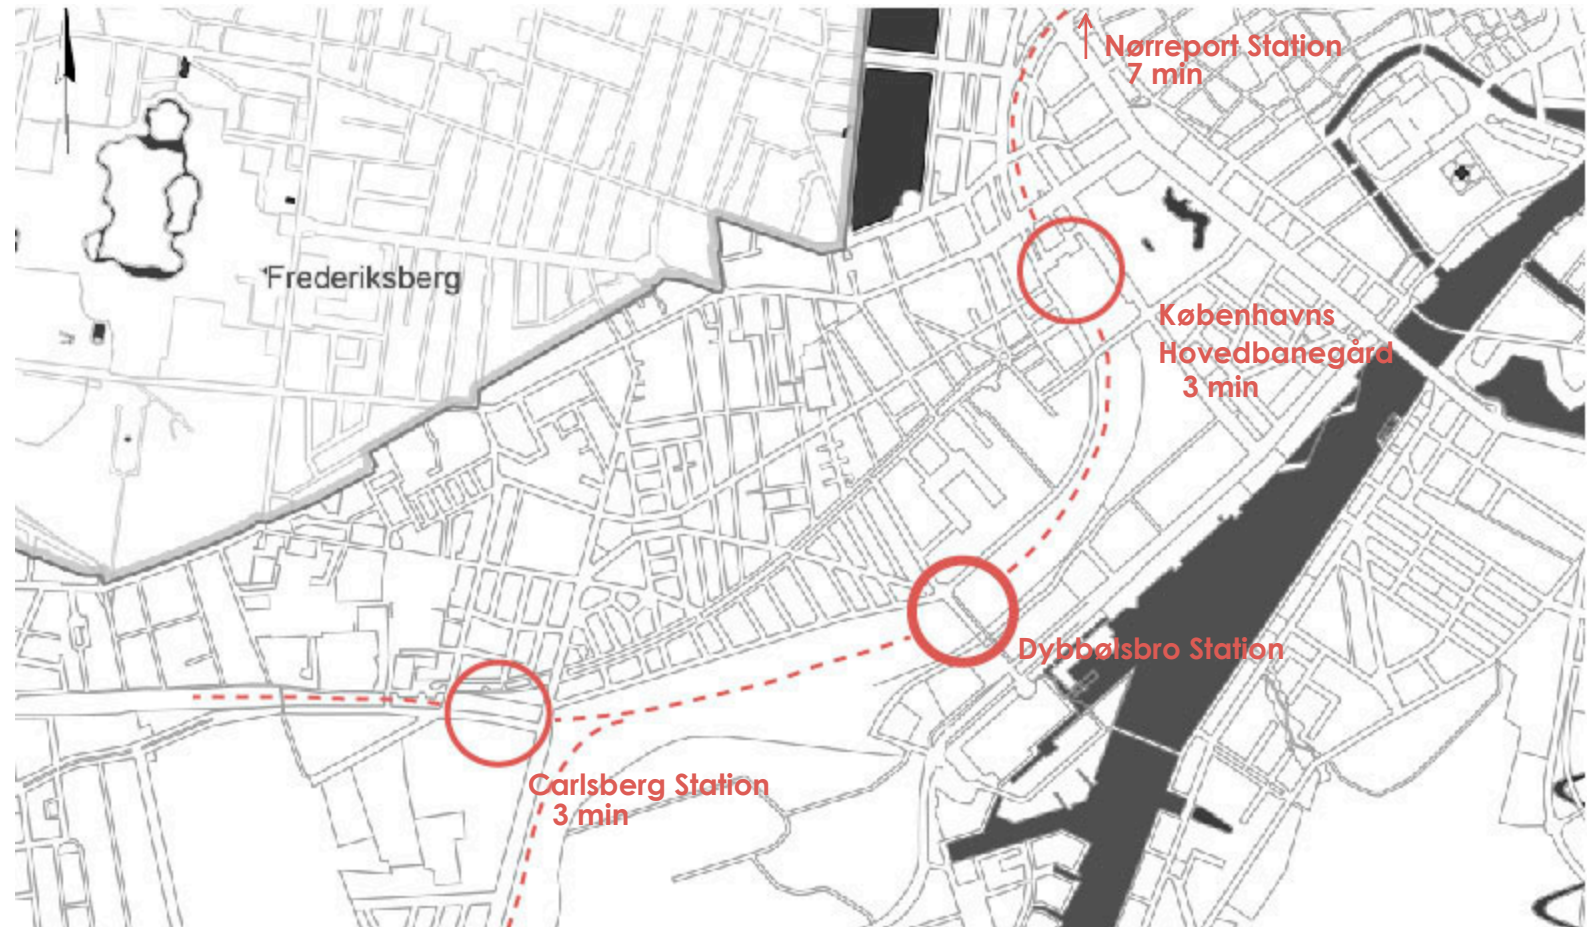 Nørreport Station
7 min
Frederiksberg
Københavns
Hovedbanegård
3 min
Dybbølsbro Station
Carlsberg Station
3 min